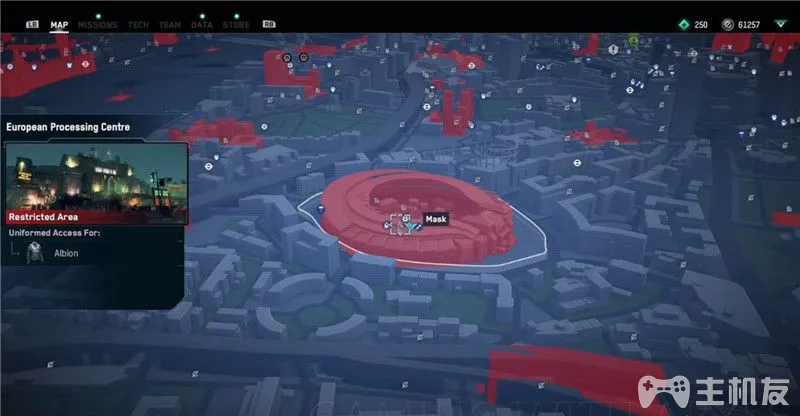 LB MAP MISSIONS TECH TEAM DATA STORE RB 250 61257
European Processing Centre
Restricted Area
Uniformed Access For:
Albion
Mask
主机友